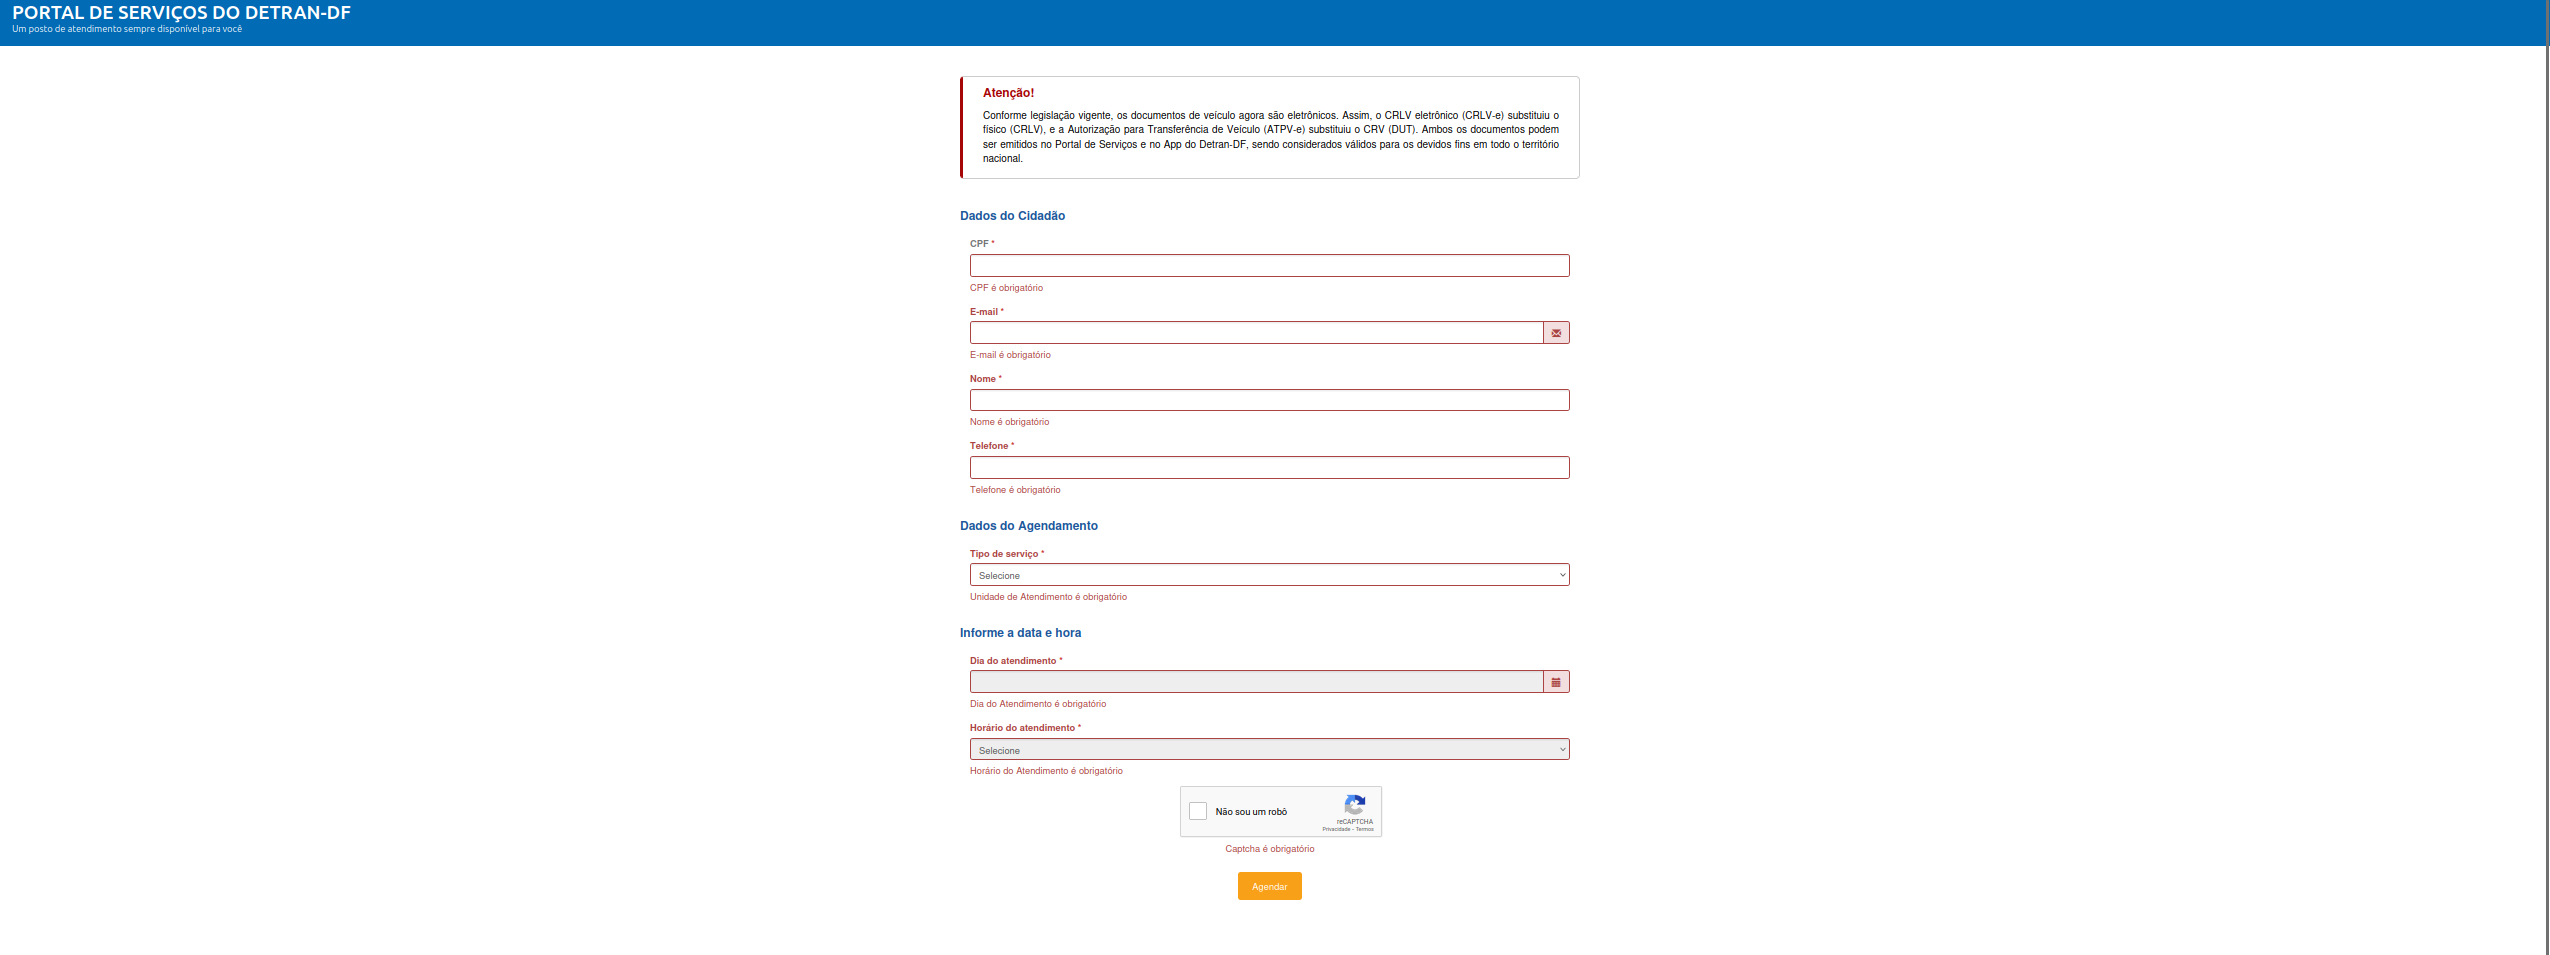 PORTAL DE SERVIÇOS DO DETRAN-DF
Um posto de atendimento sempre disponível para você
Atenção!
Conforme legislação vigente, os documentos de veículo agora são eletrônicos. Assim, o CRLV eletrônico (CRLV-e) substituiu o
físico (CRLV), e a Autorização para Transferência de Veículo (ATPV-e) substituiu o CRV (DUT). Ambos os documentos podem
ser emitidos no Portal de Serviços e no App do Detran-DF, sendo considerados válidos para os devidos fins em todo o território
nacional.
Dados do Cidadão
CPF *
CPF é obrigatório
E-mail *
E-mail é obrigatório
Nome *
Nome é obrigatório
Telefone *
Telefone é obrigatório
Dados do Agendamento
Tipo de serviço *
Selecione
Unidade de Atendimento é obrigatório
Informe a data e hora
Dia do atendimento *
Dia do Atendimento é obrigatório
Horário do atendimento *
Selecione
Horário do Atendimento é obrigatório
Não sou um robô
reCAPTCHA
Privacidade - Termos
Captcha é obrigatório
Agendar